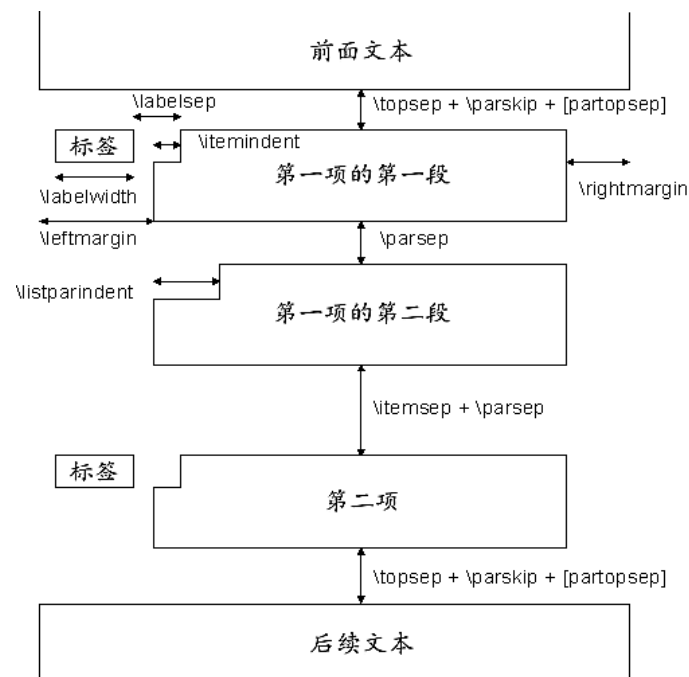 前面文本
\labelsep
\topsep + \parskip + [partopsep]
标签
\itemindent
第一项的第一段
\labelwidth
\rightmargin
\leftmargin
\parsep
\listparindent
第一项的第二段
\itemsep + \parsep
标签
第二项
\topsep + \parskip + [partopsep]
后续文本